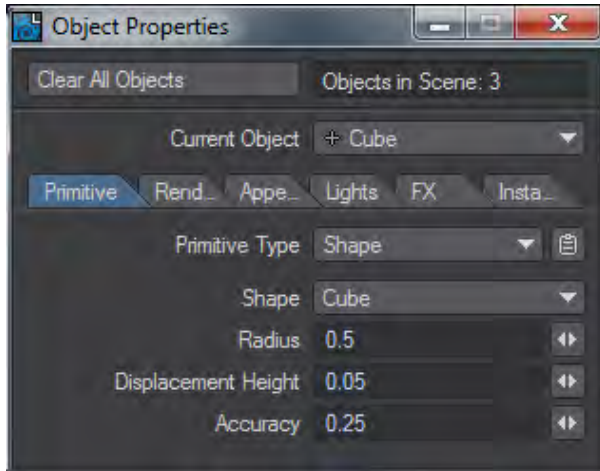 Object Properties
Clear All Objects Objects in Scene: 3
Current Object + Cube
Primitive Rend... Appe... Lights FX Insta...
Primitive Type Shape
Shape Cube
Radius 0.5
Displacement Height 0.05
Accuracy 0.25